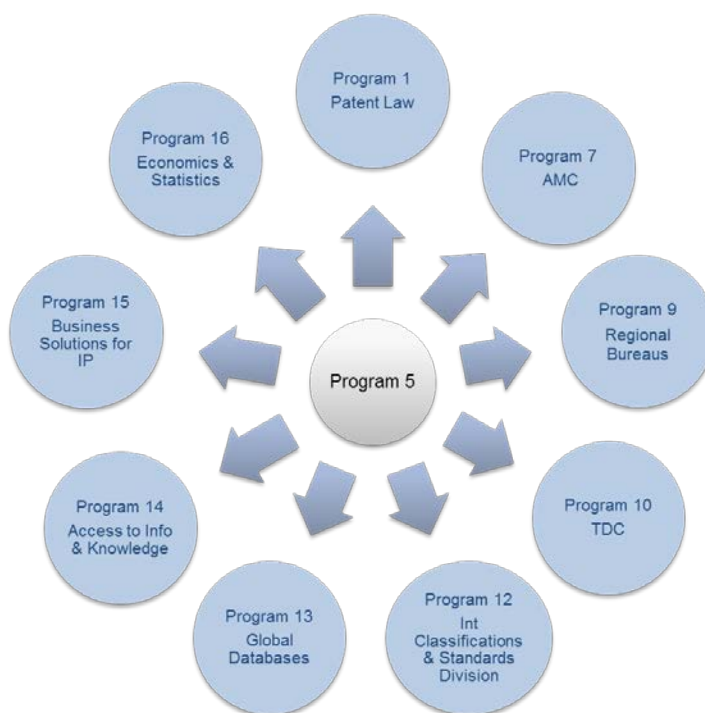 Program 1
Patent Law
Program 16
Economics &
Statistics
Program 7
AMC
Program 15
Business
Solutions for
IP
Program 9
Regional
Bureaus
Program 5
Program 14
Access to Info
& Knowledge
Program 10
TDC
Program 13
Global
Databases
Program 12
Int
Classifications
& Standards
Division